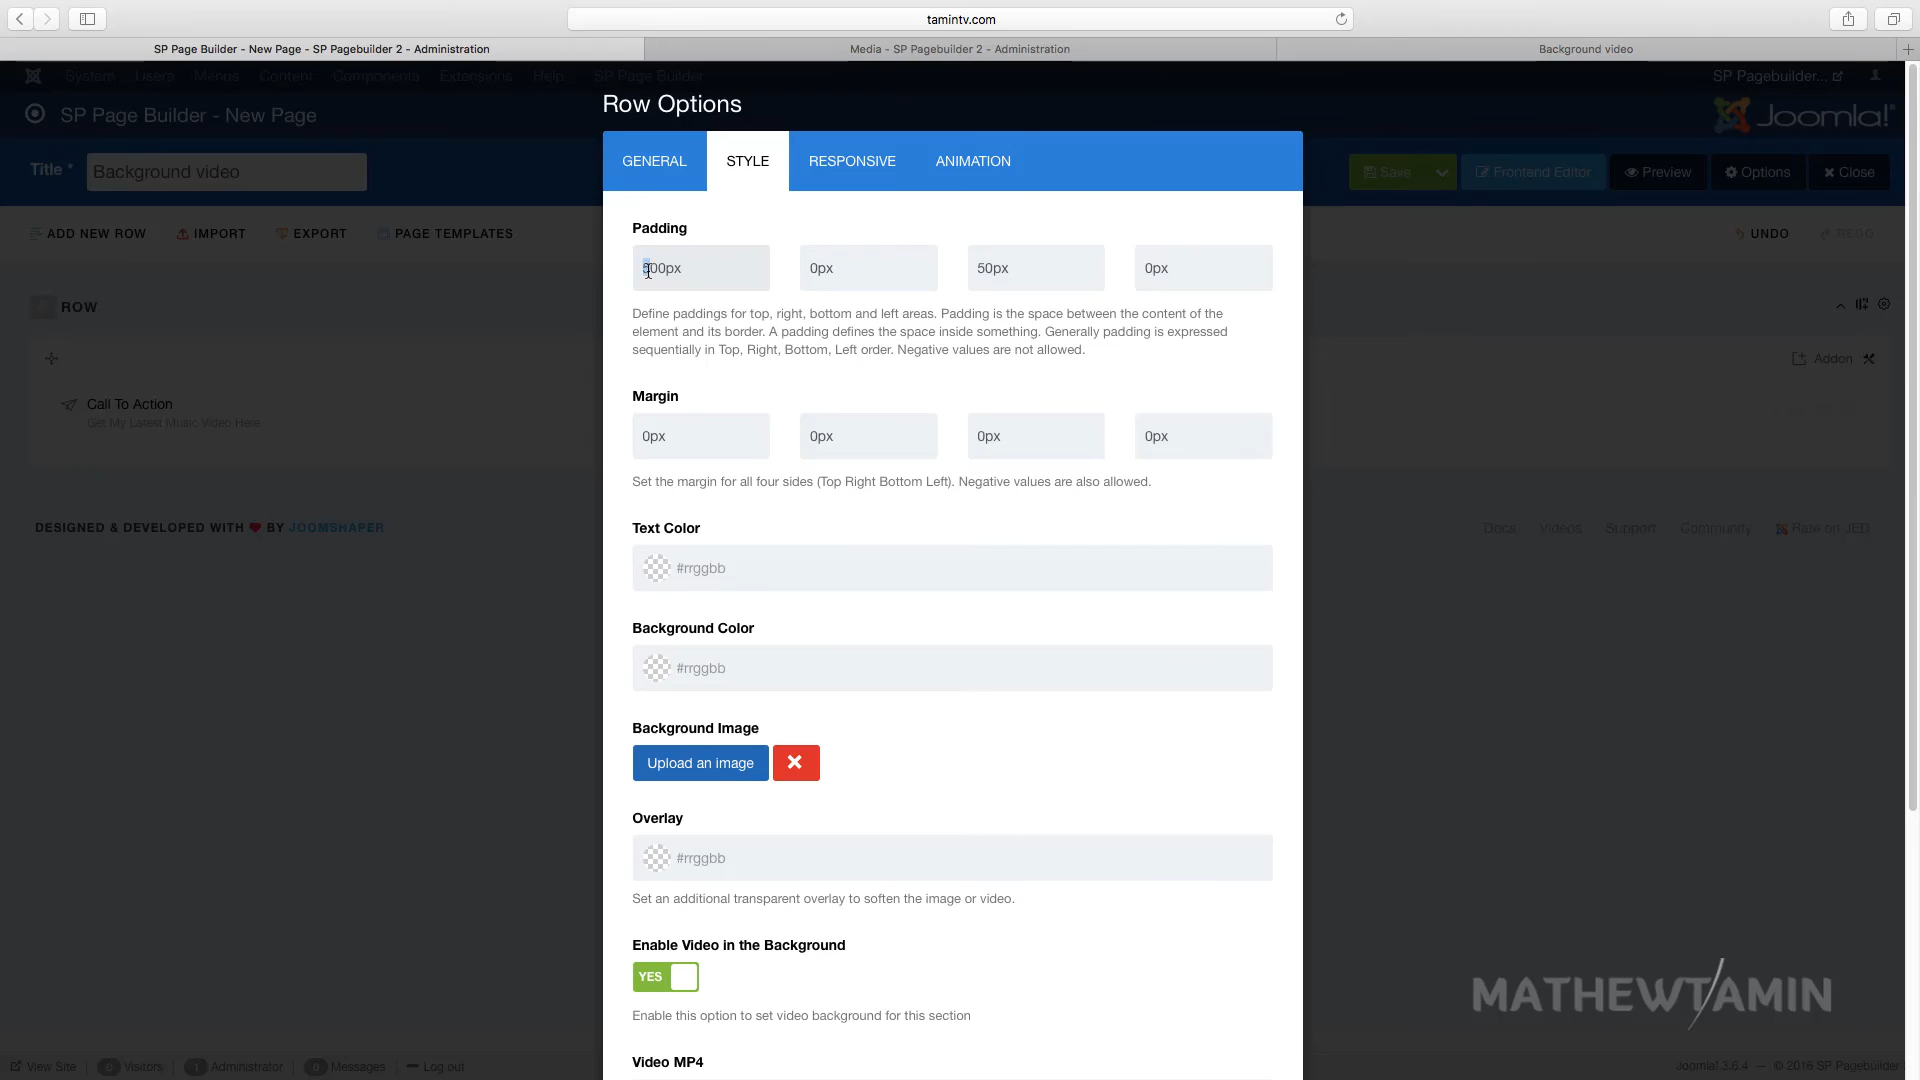 tamintv.com
SP Page Builder - New Page - SP Pagebuilder 2 - Administration
Media - SP Pagebuilder 2 - Administration
Background video
System Users Menus Content Components Extensions Help SP Page Builder
SP Pagebuilder...
Row Options
SP Page Builder - New Page
Joomla!
GENERAL STYLE RESPONSIVE ANIMATION
Title *
Background video
Save
Frontend Editor
Preview
Options
Close
ADD NEW ROW
IMPORT
EXPORT
PAGE TEMPLATES
UNDO
REDO
Padding
00px
0px
50px
0px
Define paddings for top, right, bottom and left areas. Padding is the space between the content of the
element and its border. A padding defines the space inside something. Generally padding is expressed
sequentially in Top, Right, Bottom, Left order. Negative values are not allowed.
ROW
Addon
Call To Action
Get My Latest Music Video Here
Margin
0px
0px
0px
0px
Set the margin for all four sides (Top Right Bottom Left). Negative values are also allowed.
DESIGNED & DEVELOPED WITH ❤ BY JOOMSHAPER
Docs Videos Support Community Rate on JED
Text Color
#rrggbb
Background Color
#rrggbb
Background Image
Upload an image
Overlay
#rrggbb
Set an additional transparent overlay to soften the image or video.
Enable Video in the Background
YES
Enable this option to set video background for this section
Video MP4
MATHEWTAMIN
View Site
Visitors
1 Administrator
0 Messages
Log out
Joomla! 3.6.4 — © 2016 SP Pagebuilder